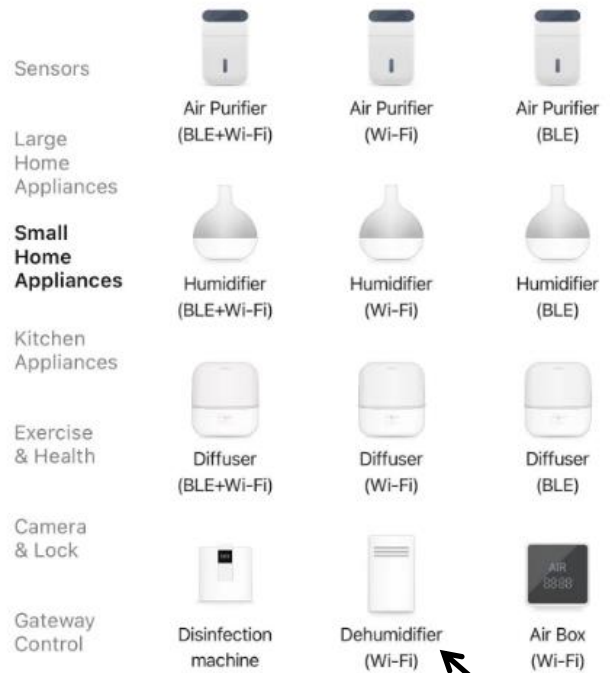 Sensors
Large
Home
Appliances
Small
Home
Appliances
Kitchen
Appliances
Exercise
& Health
Camera
& Lock
Gateway
Control
Air Purifier
(BLE+Wi-Fi)
Air Purifier
(Wi-Fi)
Air Purifier
(BLE)
Humidifier
(BLE+Wi-Fi)
Humidifier
(Wi-Fi)
Humidifier
(BLE)
Diffuser
(BLE+Wi-Fi)
Diffuser
(Wi-Fi)
Diffuser
(BLE)
Disinfection
machine
Dehumidifier
(Wi-Fi)
AIR
88:88
Air Box
(Wi-Fi)